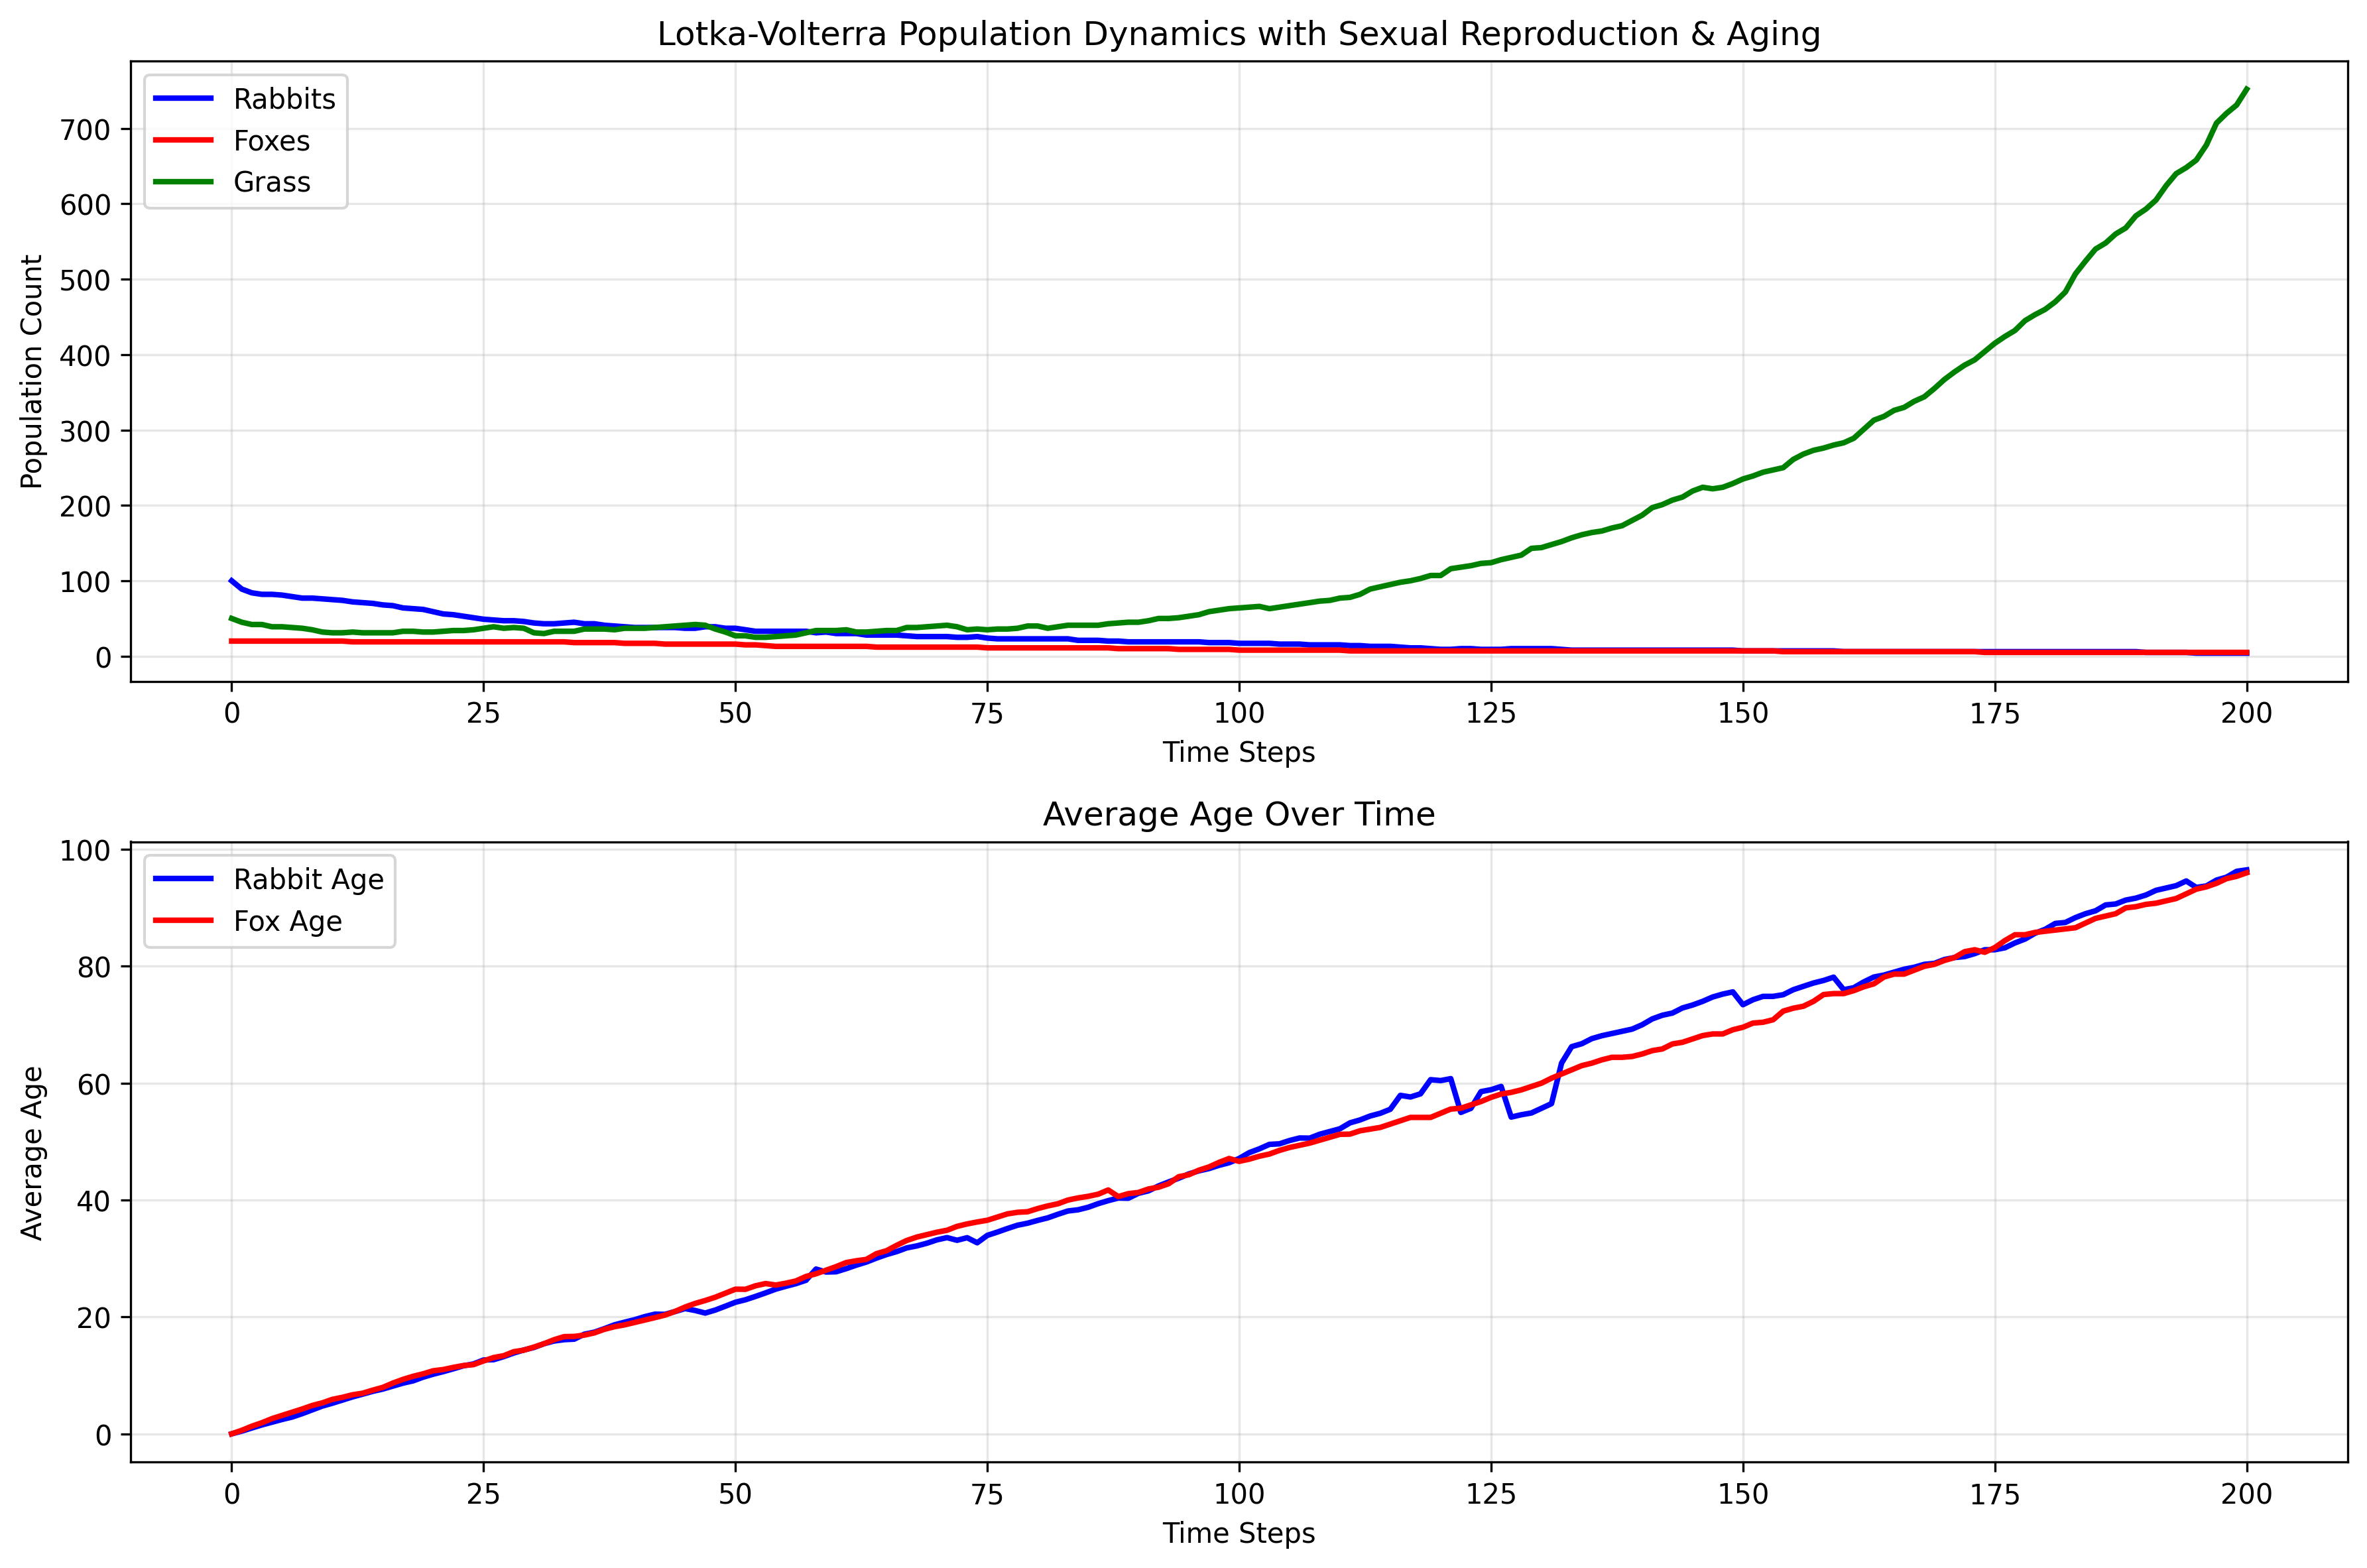 Lotka-Volterra Population Dynamics with Sexual Reproduction & Aging
Rabbits
Foxes
Grass
Population Count
700
600
500
400
300
200
100
0
0 25 50 75 100 125 150 175 200
Time Steps
Average Age Over Time
Rabbit Age
Fox Age
Average Age
100
80
60
40
20
0
0 25 50 75 100 125 150 175 200
Time Steps